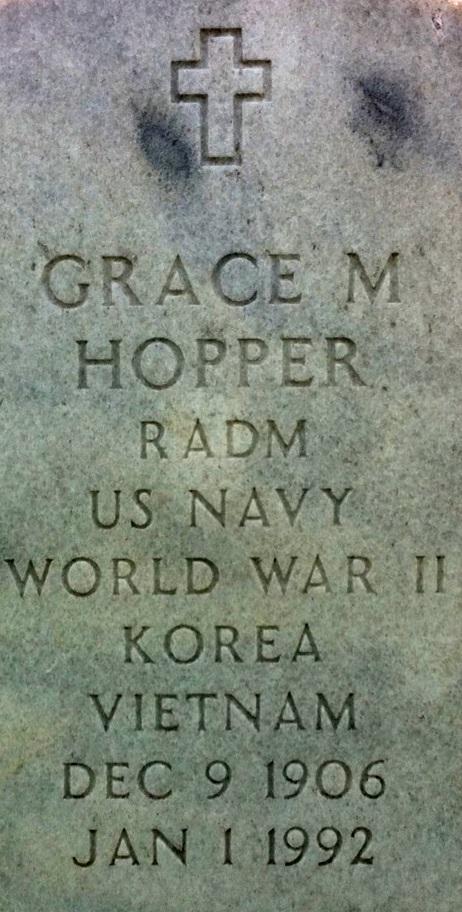 GRACE M
HOPPER
RADM
US NAVY
WORLD WAR II
KOREA
VIETNAM
DEC 9 1906
JAN 1 1992